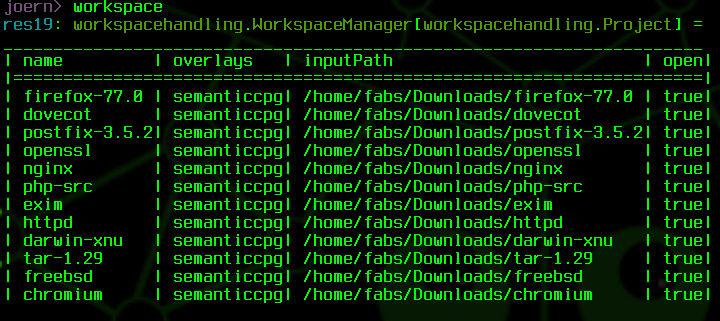 joern> workspace
res19: workspacehandling.WorkspaceManager[workspacehandling.Project] =
________________________________________________________________________________
| name | overlays | inputPath | open|
|==============================================================================|
| firefox-77.0 | semanticcpg| /home/fabs/Downloads/firefox-77.0 | true|
| dovecot | semanticcpg| /home/fabs/Downloads/dovecot | true|
| postfix-3.5.2| semanticcpg| /home/fabs/Downloads/postfix-3.5.2| true|
| openssl | semanticcpg| /home/fabs/Downloads/openssl | true|
| nginx | semanticcpg| /home/fabs/Downloads/nginx | true|
| php-src | semanticcpg| /home/fabs/Downloads/php-src | true|
| exim | semanticcpg| /home/fabs/Downloads/exim | true|
| httpd | semanticcpg| /home/fabs/Downloads/httpd | true|
| darwin-xnu | semanticcpg| /home/fabs/Downloads/darwin-xnu | true|
| tar-1.29 | semanticcpg| /home/fabs/Downloads/tar-1.29 | true|
| freebsd | semanticcpg| /home/fabs/Downloads/freebsd | true|
| chromium | semanticcpg| /home/fabs/Downloads/chromium | true|